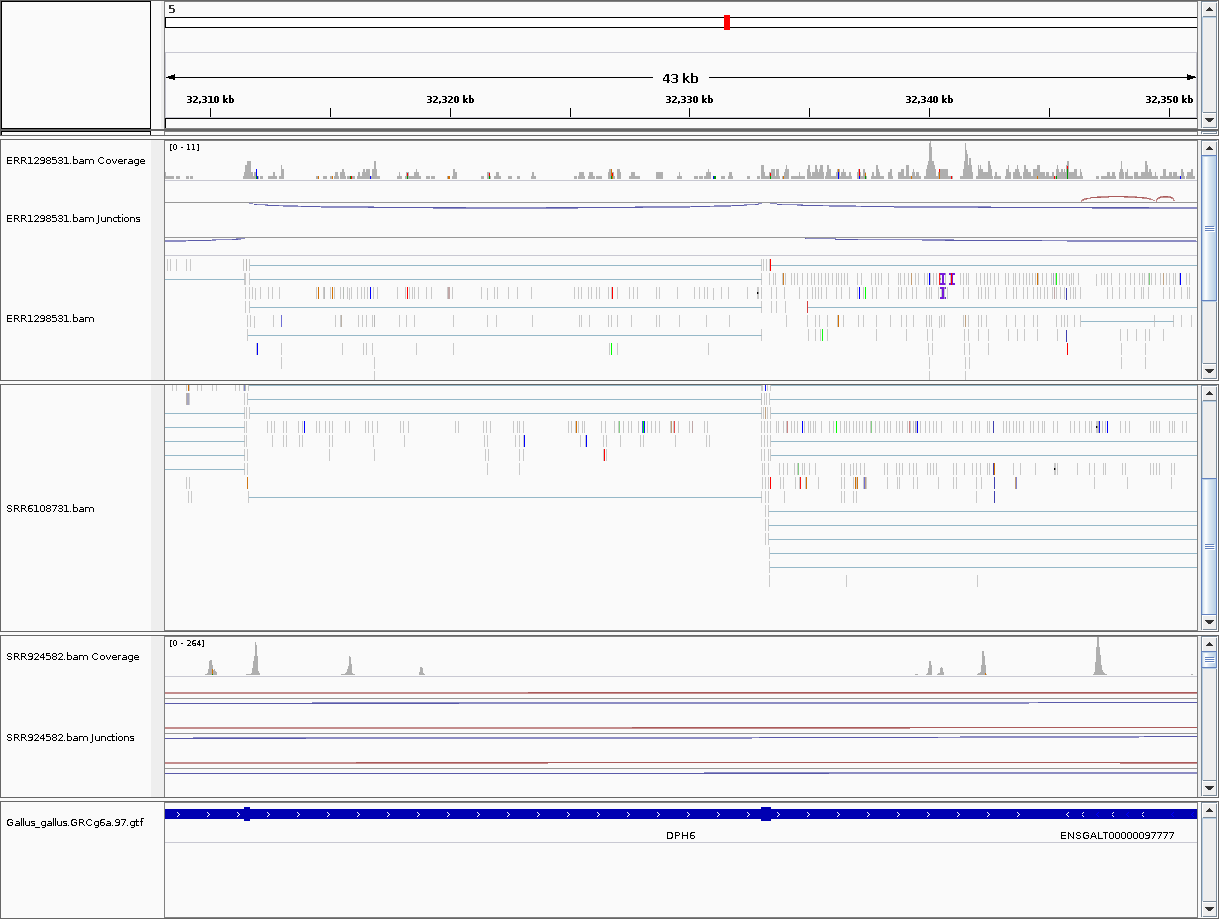 5
43 kb
32,310 kb 32,320 kb 32,330 kb 32,340 kb 32,350 kb
ERR1298531.bam Coverage
[0 - 11]
ERR1298531.bam Junctions
ERR1298531.bam
SRR6108731.bam
[0 - 264]
SRR924582.bam Coverage
SRR924582.bam Junctions
Gallus_gallus.GRCg6a.97.gtf
DPH6 ENSGALT00000097777